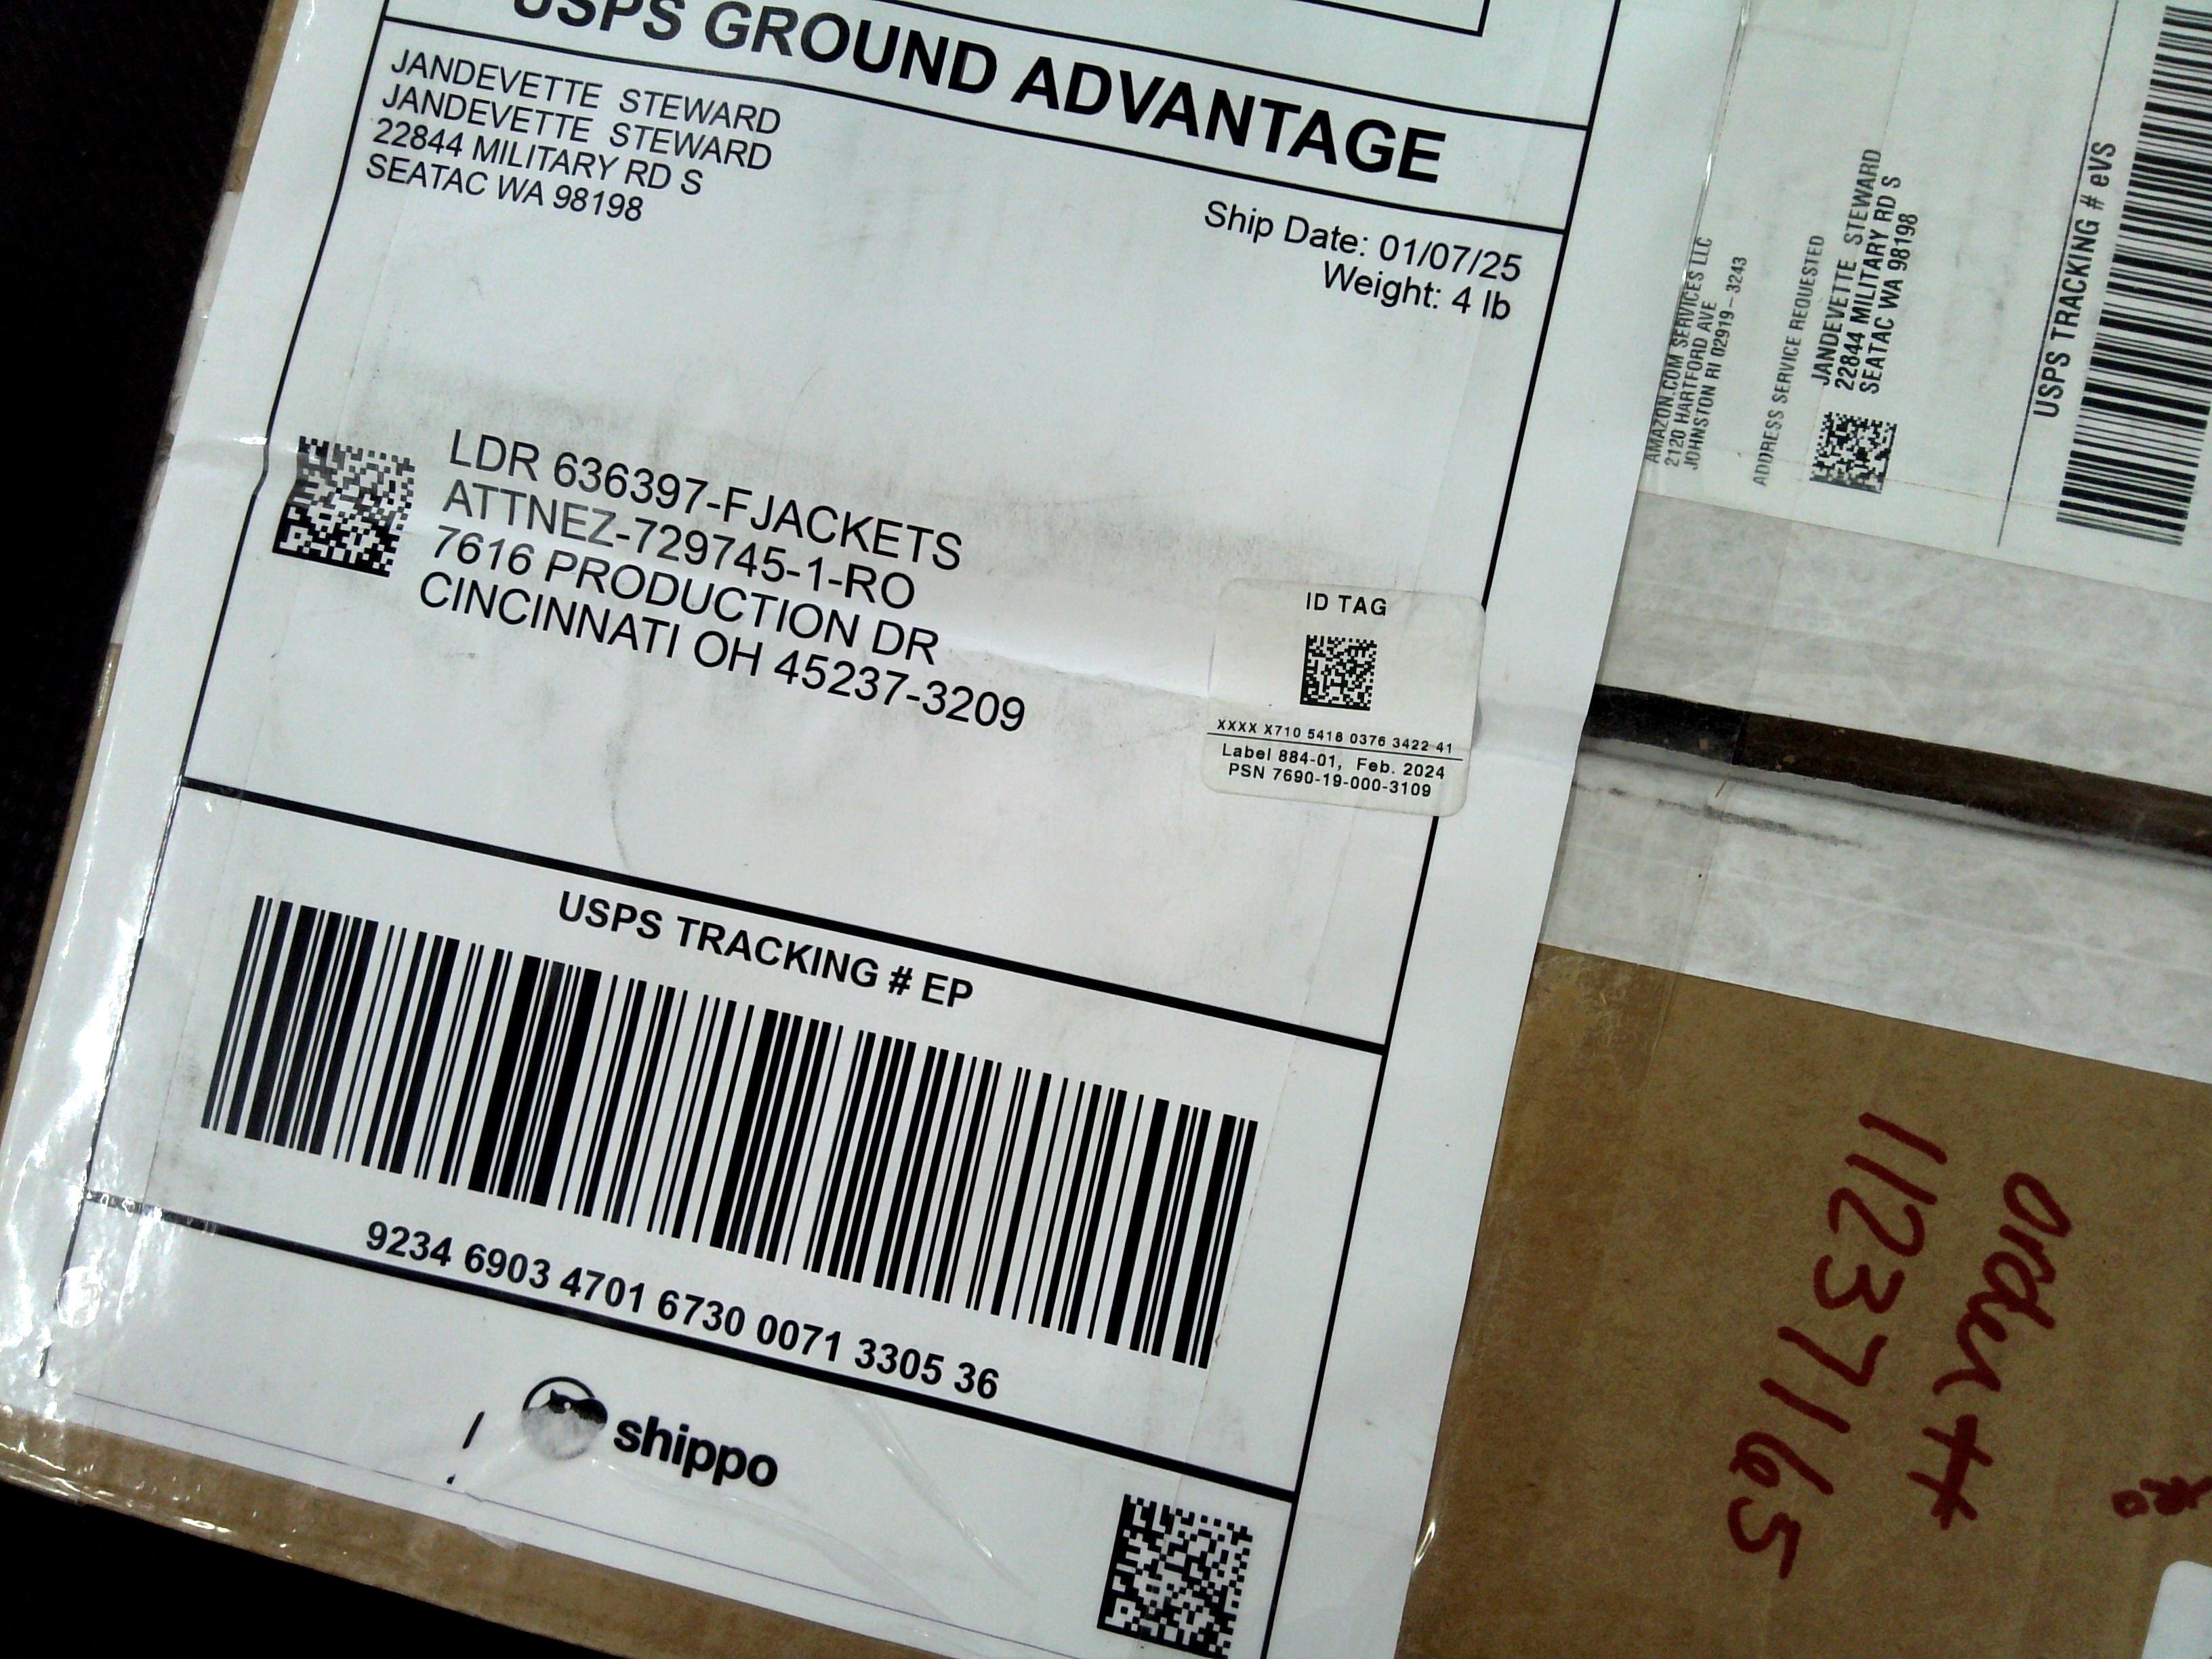 USPS GROUND ADVANTAGE
JANDEVETTE STEWARD
JANDEVETTE STEWARD
22844 MILITARY RD S
SEATAC WA 98198
Ship Date: 01/07/25
Weight: 4 lb
LDR 636397-FJACKETS
ATTNEZ-729745-1-RO
7616 PRODUCTION DR
CINCINNATI OH 45237-3209
ID TAG
XXXX X710 5418 0376 3422 41
Label 884-01, Feb. 2024
PSN 7690-19-000-3109
USPS TRACKING # EP
9234 6903 4701 6730 0071 3305 36
shippo
AMAZON.COM SERVICES LLC
2120 HARTFORD AVE
JOHNSTON RI 02919-3243
ADDRESS SERVICE REQUESTED
JANDEVETTE STEWARD
22844 MILITARY RD S
SEATAC WA 98198
USPS TRACKING # eVS
order #
11237165